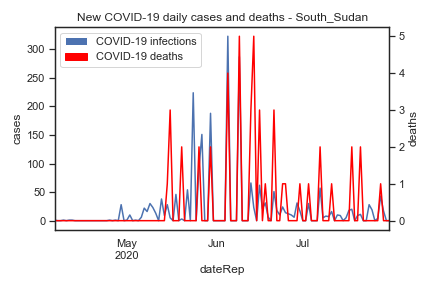 New COVID-19 daily cases and deaths - South_Sudan
COVID-19 infections
COVID-19 deaths
300
250
200
150
100
50
0
cases
5
4
3
2
1
0
deaths
May
2020
Jun
Jul
dateRep